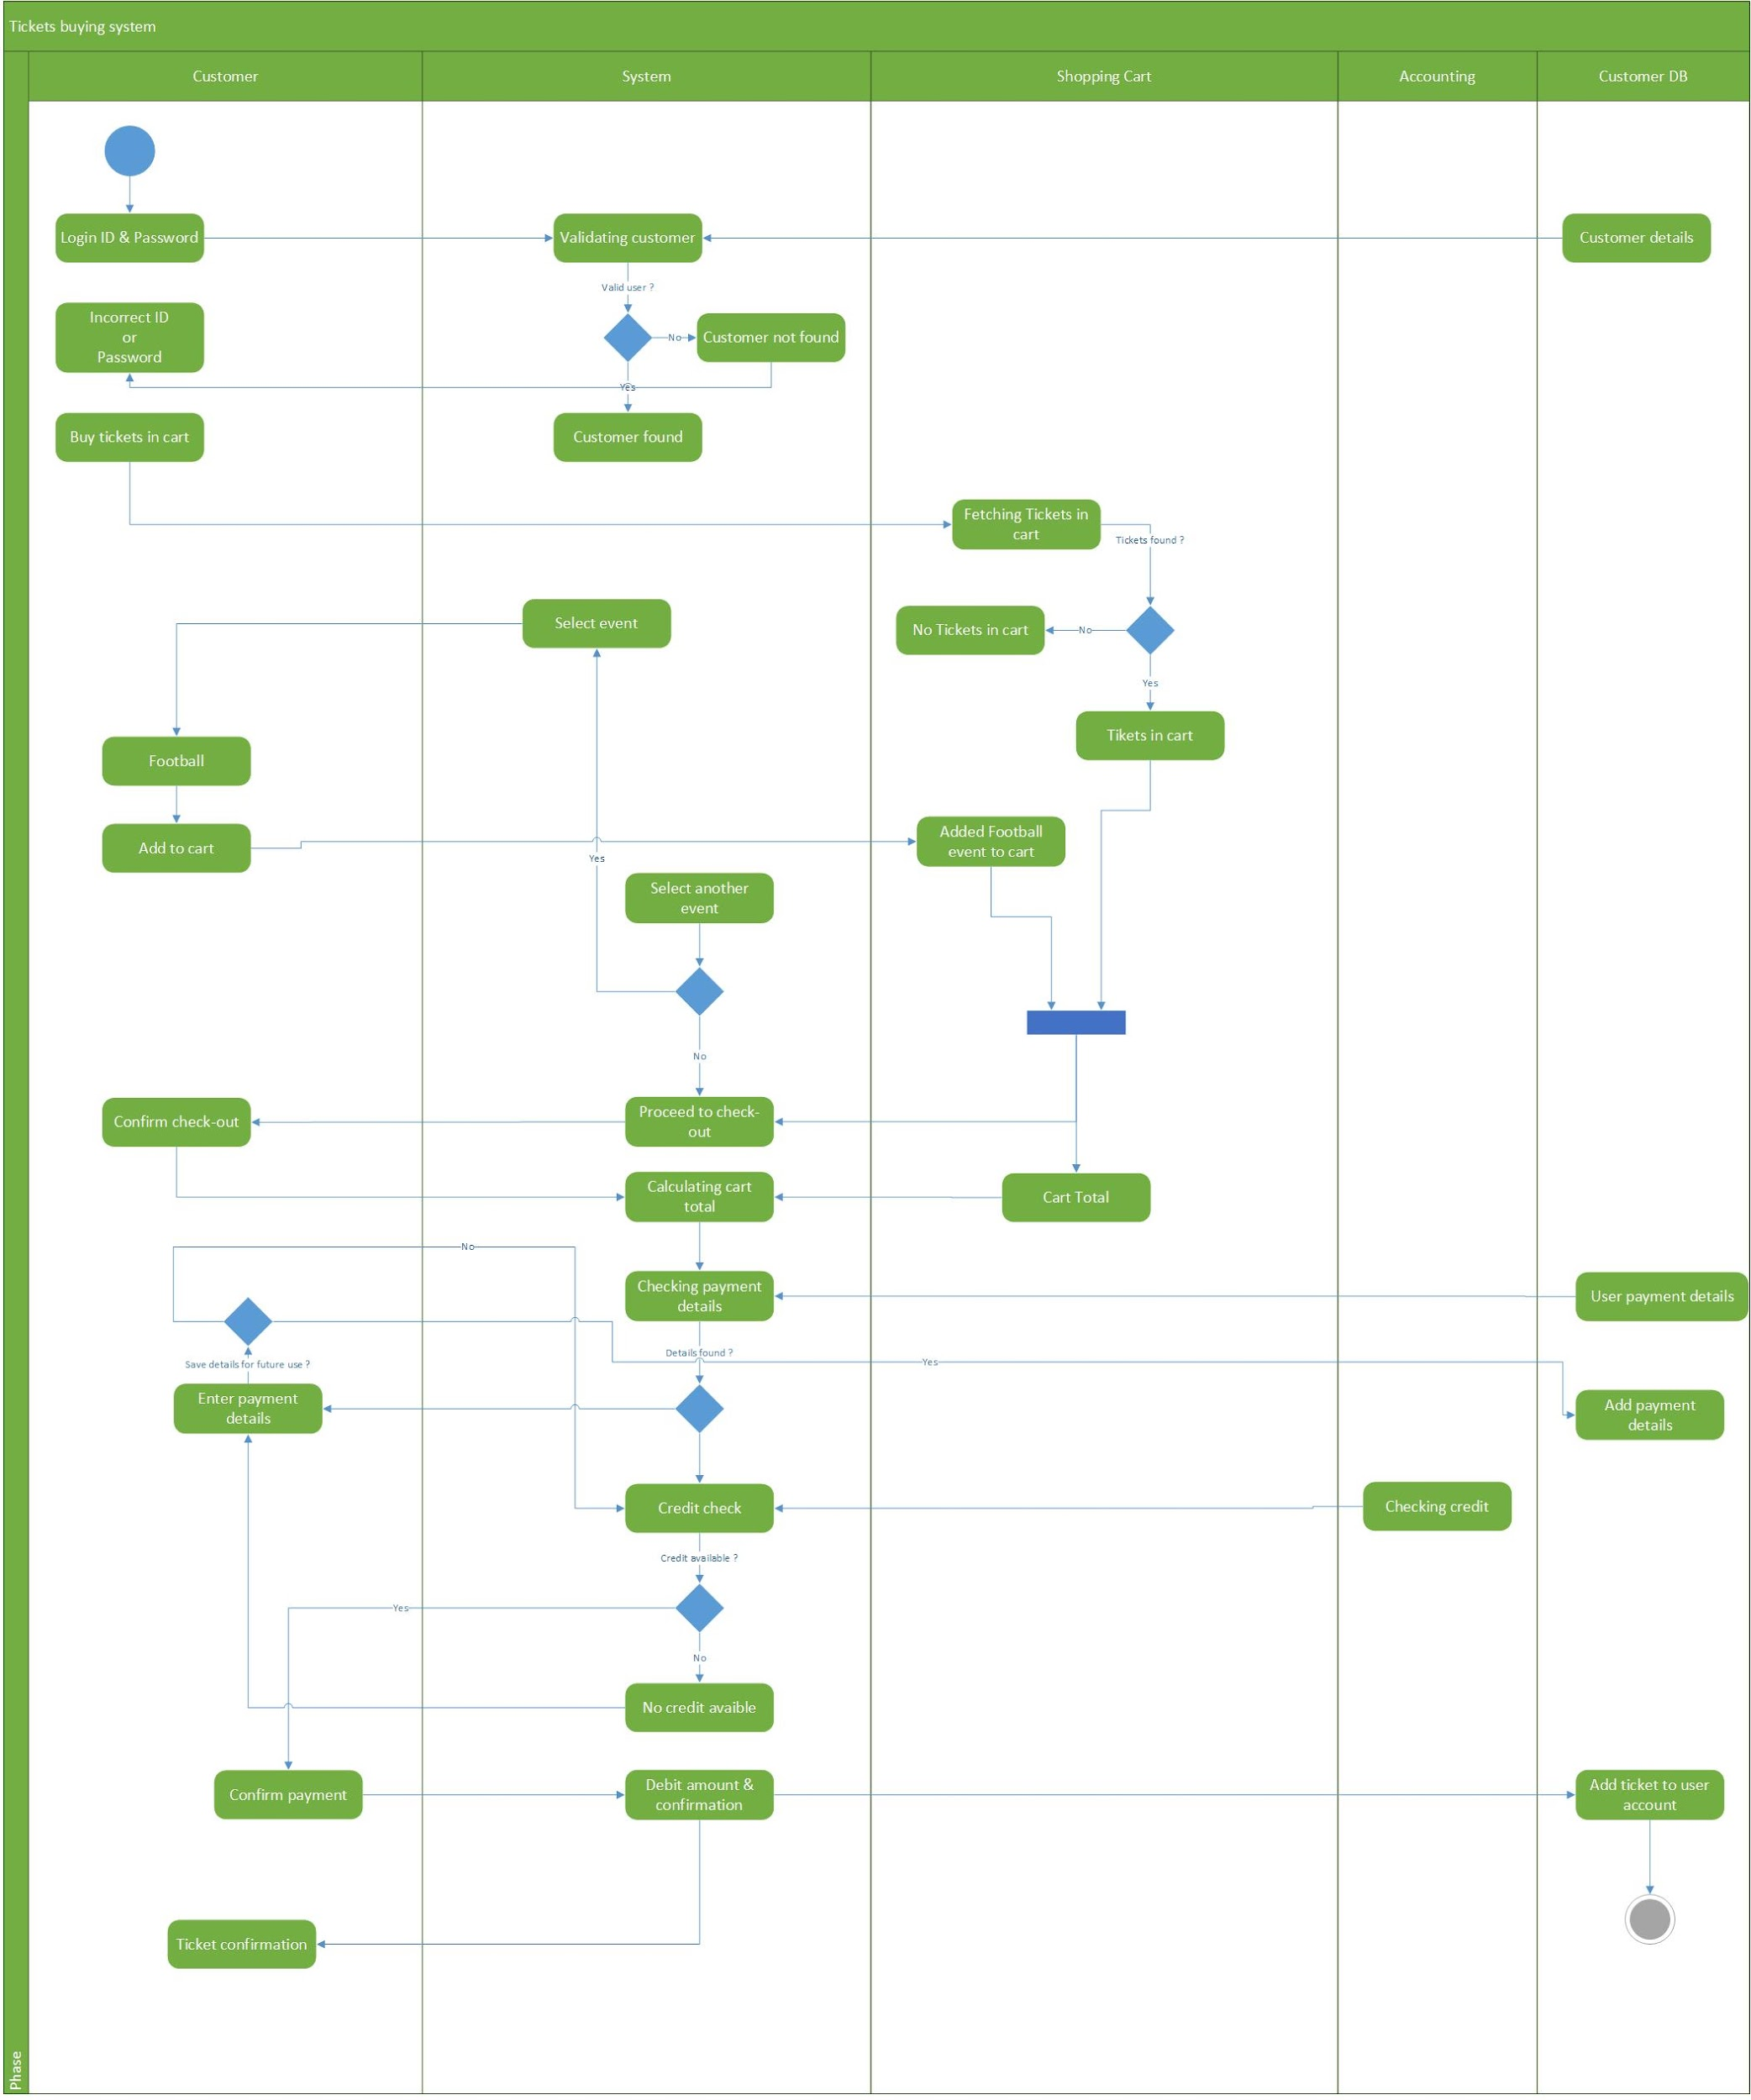 Tickets buying system
Customer
System
Shopping Cart
Accounting
Customer DB
Login ID & Password
Validating customer
Customer details
Valid user ?
Incorrect ID
or
Password
No
Customer not found
Yes
Buy tickets in cart
Customer found
Fetching Tickets in
cart
Tickets found ?
Select event
No Tickets in cart
No
Yes
Tikets in cart
Football
Add to cart
Added Football
event to cart
Yes
Select another
event
No
Confirm check-out
Proceed to check-
out
Calculating cart
total
Cart Total
No
Checking payment
details
User payment details
Details found ?
Save details for future use ?
Yes
Enter payment
details
Add payment
details
Credit check
Checking credit
Credit available ?
Yes
No
No credit avaible
Confirm payment
Debit amount &
confirmation
Add ticket to user
account
Ticket confirmation
Phase